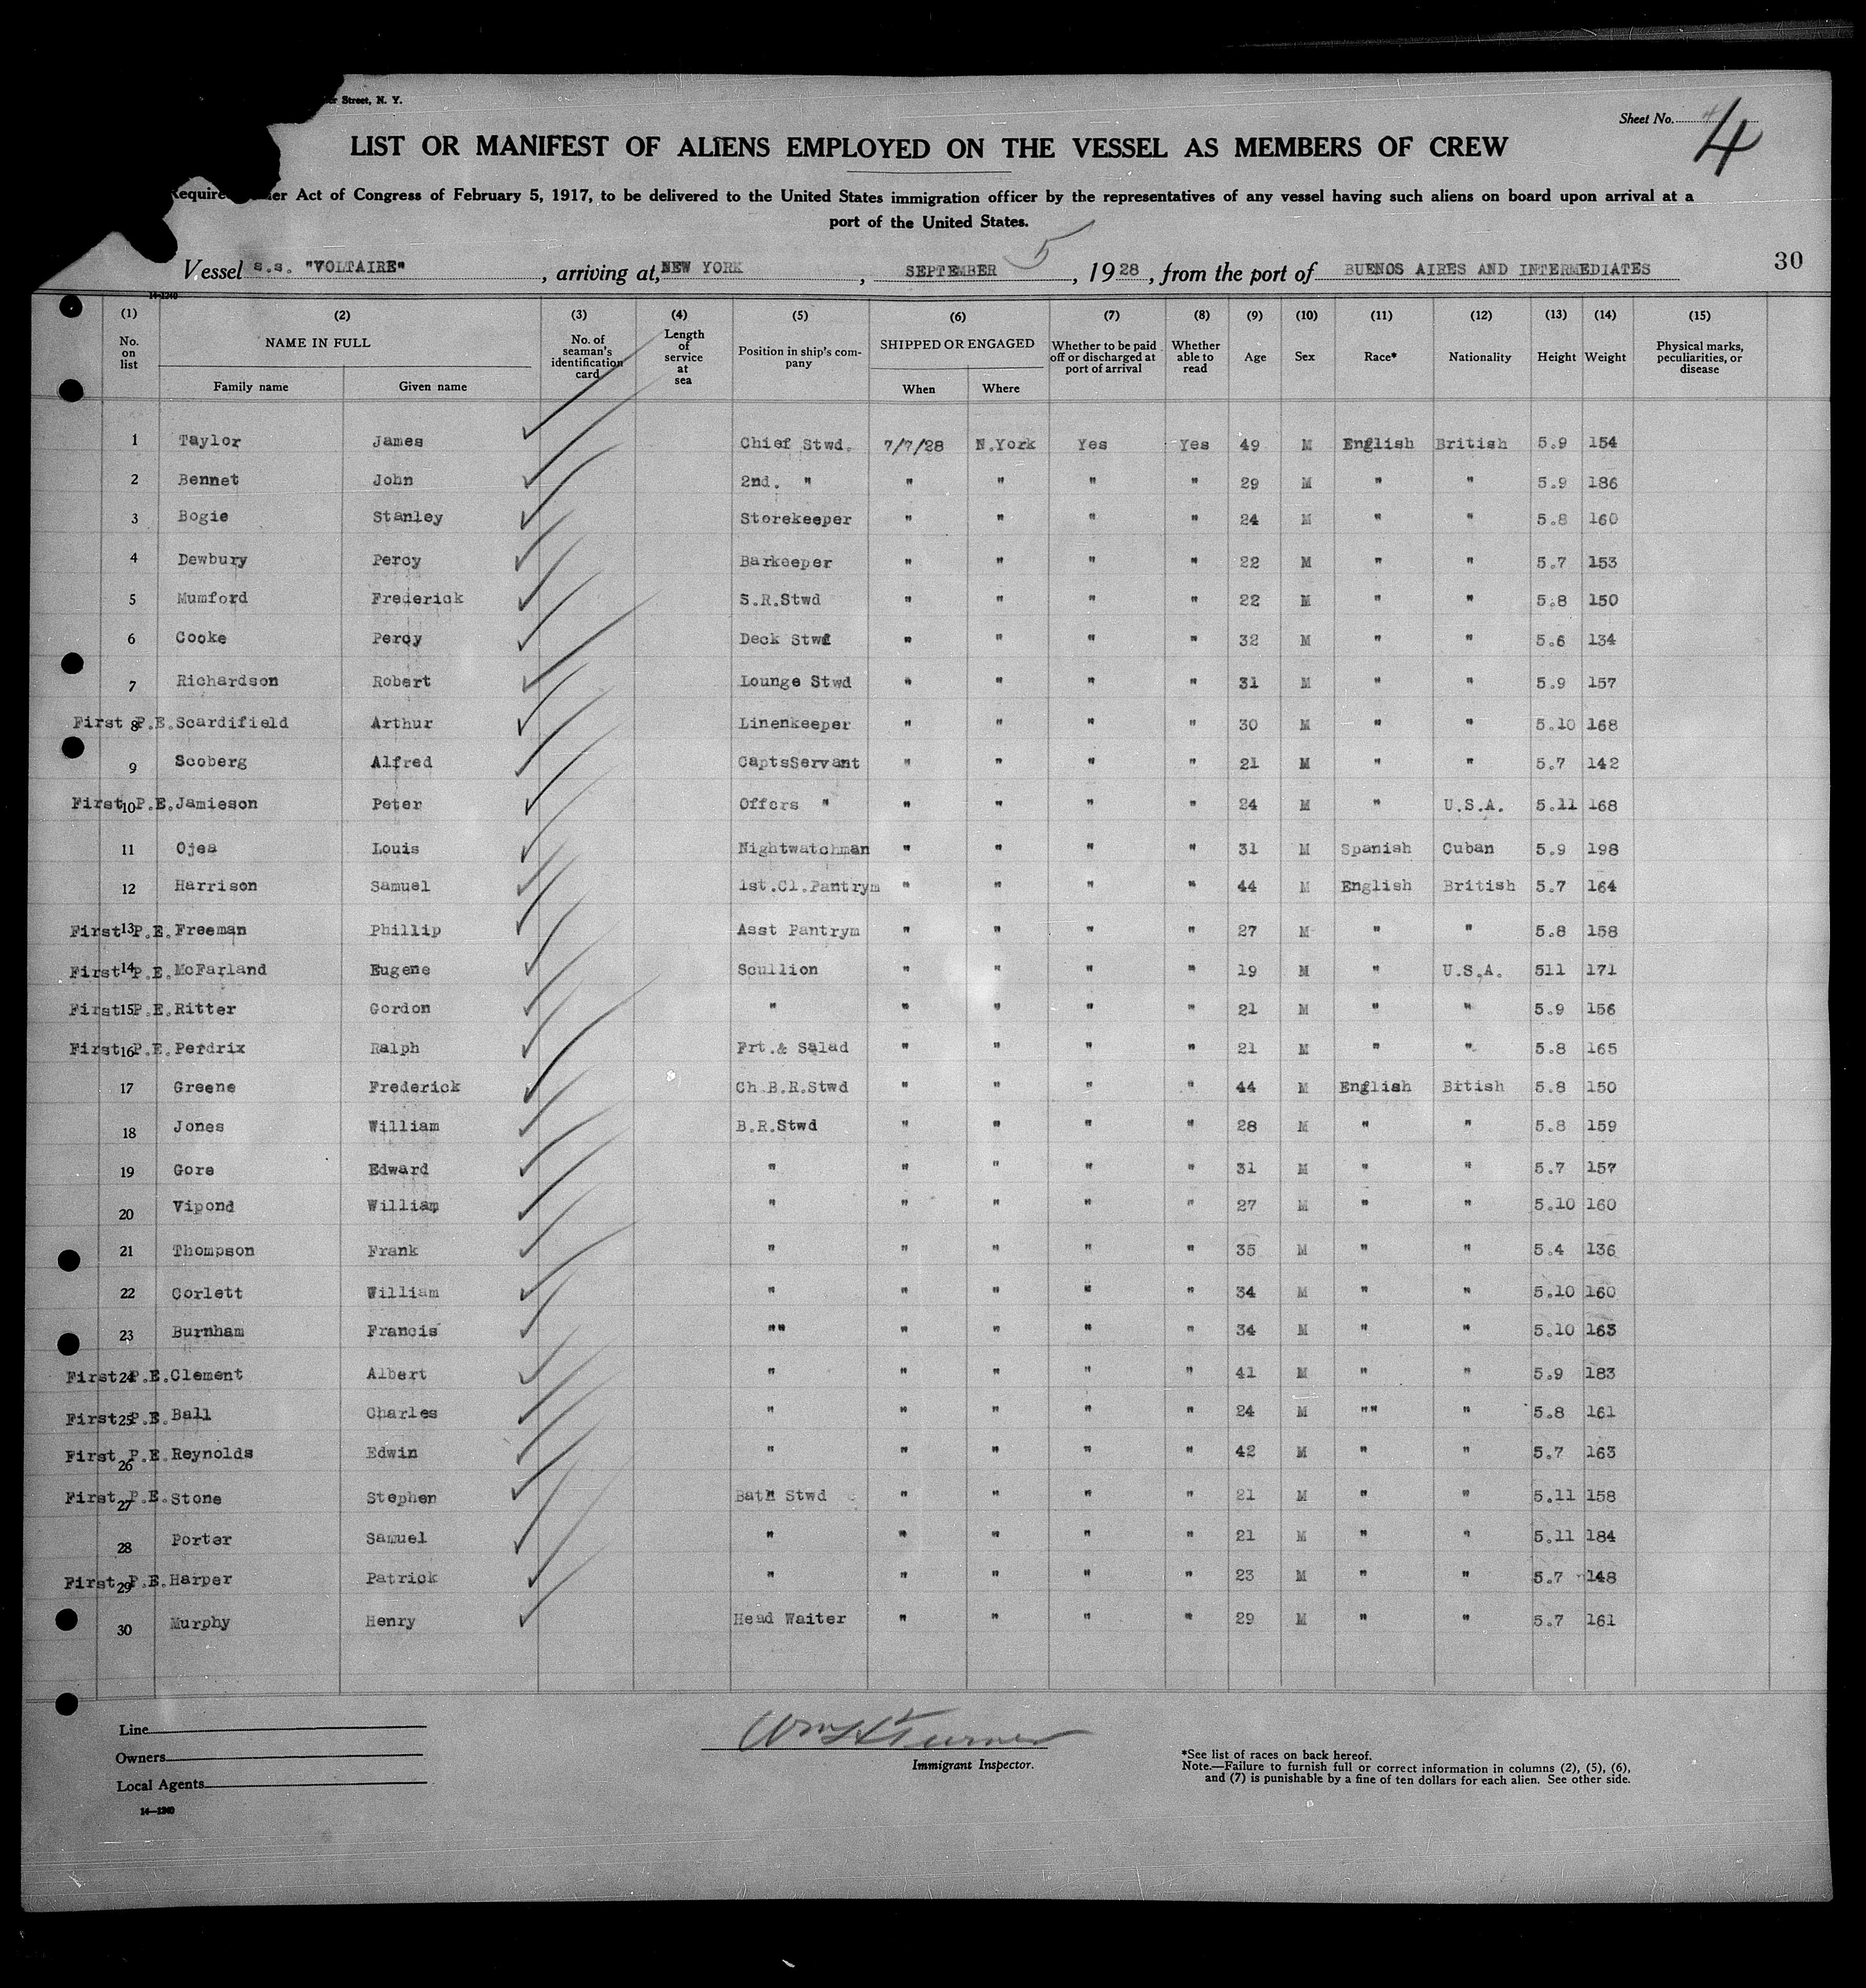 er Street, N. Y.
Sheet No. 4
LIST OR MANIFEST OF ALIENS EMPLOYED ON THE VESSEL AS MEMBERS OF CREW
Require er Act of Congress of February 5, 1917, to be delivered to the United States immigration officer by the representatives of any vessel having such aliens on board upon arrival at a
port of the United States.
Vessel s.s. "VOLTAIRE", arriving at, NEW YORK, SEPTEMBER 5, 1928, from the port of BUENOS AIRES AND INTERMEDIATES 30
14-1240
(1) (2) (3) (4) (5) (6) (7) (8) (9) (10) (11) (12) (13) (14) (15)
No. on list NAME IN FULL Family name Given name No. of seaman's identification card Length of service at sea Position in ship's company SHIPPED OR ENGAGED When Where Whether to be paid off or discharged at port of arrival Whether able to read Age Sex Race* Nationality Height Weight Physical marks, peculiarities, or disease
1 Taylor James Chief Stwd. 7/7/28 N.York Yes Yes 49 M English British 5.9 154
2 Bennet John 2nd. " " " " " 29 M " " 5.9 186
3 Bogie Stanley Storekeeper " " " " 24 M " " 5.8 160
4 Dewbury Percy Barkeeper " " " " 22 M " " 5.7 153
5 Mumford Frederick S.R.Stwd " " " " 22 M " " 5.8 150
6 Cooke Percy Deck Stwd " " " " 32 M " " 5.6 134
7 Richardson Robert Lounge Stwd " " " " 31 M " " 5.9 157
First P.E. 8 Scardifield Arthur Linenkeeper " " " " 30 M " " 5.10 168
9 Scoberg Alfred CaptsServant " " " " 21 M " " 5.7 142
First P.E. 10 Jamieson Peter Offcrs " " " " " 24 M " U.S.A. 5.11 168
11 Ojea Louis Nightwatchman " " " " 31 M Spanish Cuban 5.9 198
12 Harrison Samuel 1st.Cl.Pantrym " " " " 44 M English British 5.7 164
First P.E. 13 Freeman Phillip Asst Pantrym " " " " 27 M " " 5.8 158
First P.E. 14 McFarland Eugene Scullion " " " " 19 M " U.S.A. 511 171
First P.E. 15 Ritter Gordon " " " " " 21 M " " 5.9 156
First P.E. 16 Perdrix Ralph Frt.& Salad " " " " 21 M " " 5.8 165
17 Greene Frederick Ch.B.R.Stwd " " " " 44 M English Bitish 5.8 150
18 Jones William B.R.Stwd " " " " 28 M " " 5.8 159
19 Gore Edward " " " " " 31 M " " 5.7 157
20 Vipond William " " " " " 27 M " " 5.10 160
21 Thompson Frank " " " " " 35 M " " 5.4 136
22 Corlett William " " " " " 34 M " " 5.10 160
23 Burnham Francis "" " " " " 34 M " " 5.10 163
First P.E. 24 Clement Albert " " " " " 41 M " " 5.9 183
First P.E. 25 Ball Charles " " " " " 24 M "" " 5.8 161
First P.E. 26 Reynolds Edwin " " " " " 42 M " " 5.7 163
First P.E. 27 Stone Stephen Bath Stwd " " " " 21 M " " 5.11 158
28 Porter Samuel " " " " " 21 M " " 5.11 184
First P.E. 29 Harper Patrick " " " " " 23 M " " 5.7 148
30 Murphy Henry Head Waiter " " " " 29 M " " 5.7 161
Line
Owners
Local Agents
14—1240
Wm H Turner
Immigrant Inspector.
*See list of races on back hereof.
Note.—Failure to furnish full or correct information in columns (2), (5), (6),
and (7) is punishable by a fine of ten dollars for each alien. See other side.